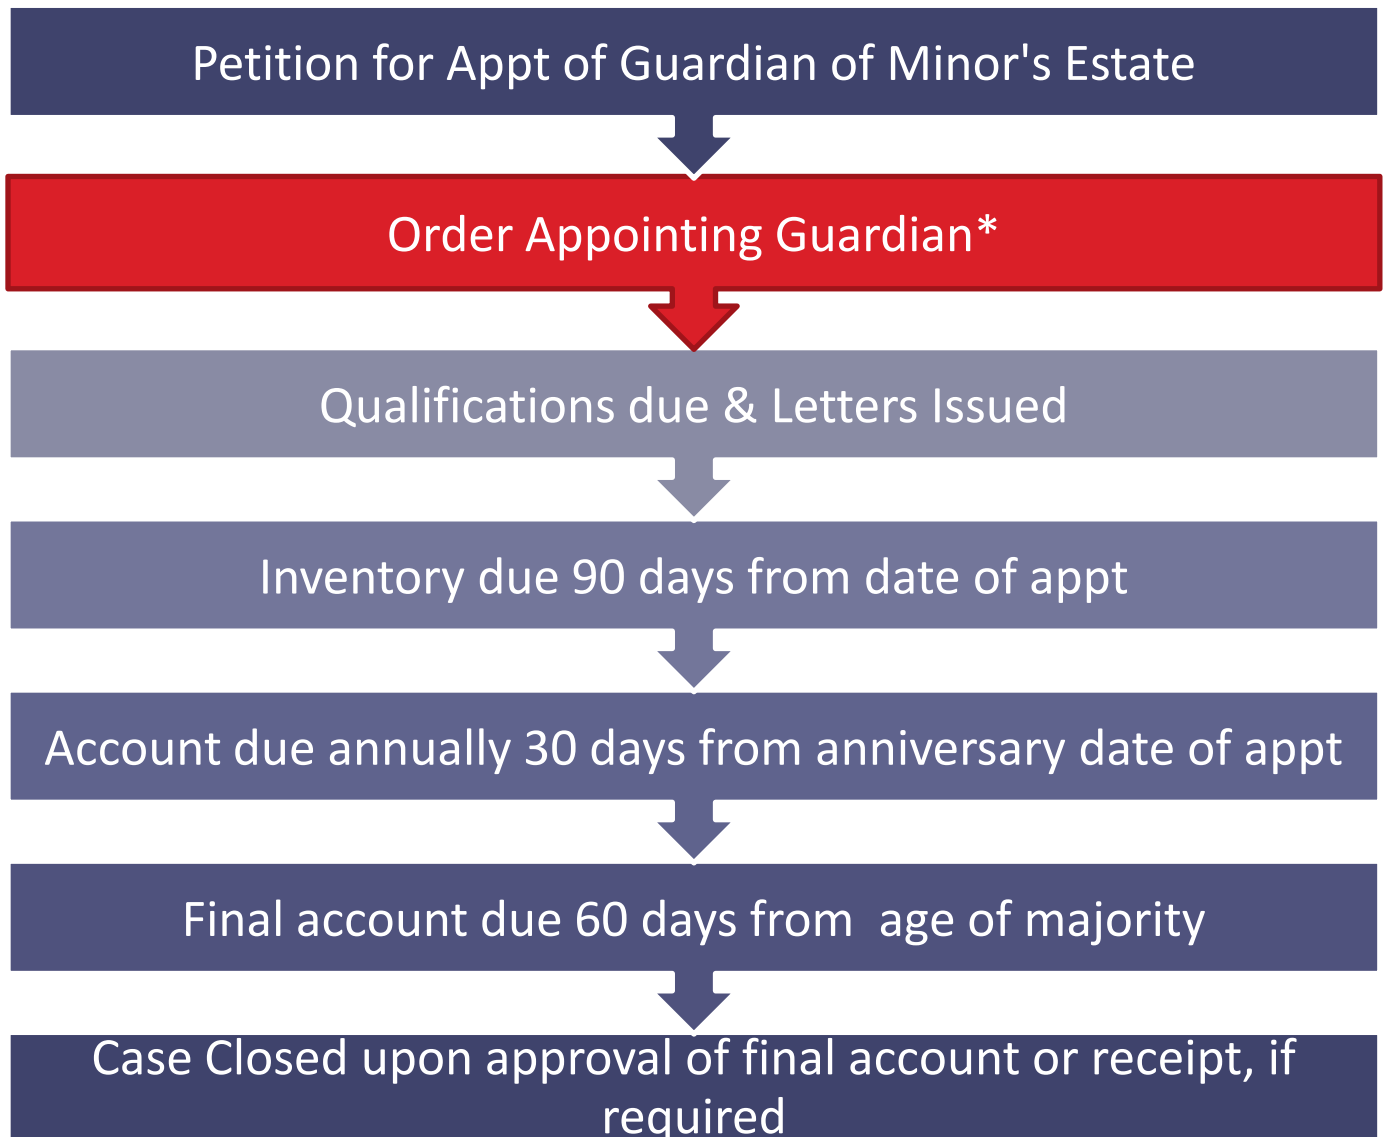 Petition for Appt of Guardian of Minor's Estate
Order Appointing Guardian*
Qualifications due & Letters Issued
Inventory due 90 days from date of appt
Account due annually 30 days from anniversary date of appt
Final account due 60 days from  age of majority
Case Closed upon approval of final account or receipt, if
required